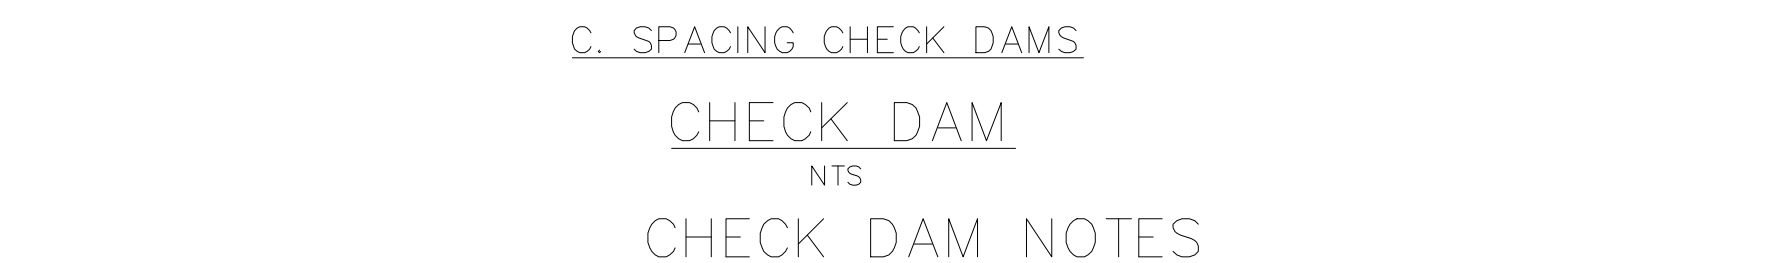 C. SPACING CHECK DAMS
CHECK DAM
NTS
CHECK DAM NOTES